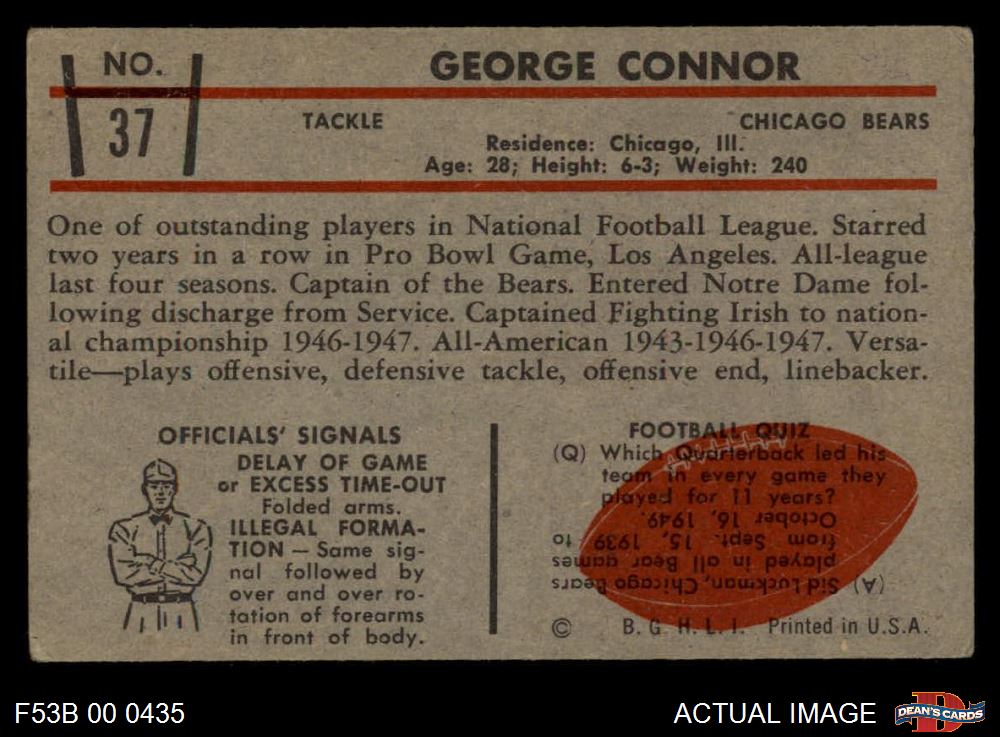 NO.
37
GEORGE CONNOR
TACKLE
CHICAGO BEARS
Residence: Chicago, Ill.
Age: 28; Height: 6-3; Weight: 240
One of outstanding players in National Football League. Starred
two years in a row in Pro Bowl Game, Los Angeles. All-league
last four seasons. Captain of the Bears. Entered Notre Dame fol-
lowing discharge from Service. Captained Fighting Irish to nation-
al championship 1946-1947. All-American 1943-1946-1947. Versa-
tile—plays offensive, defensive tackle, offensive end, linebacker.
OFFICIALS' SIGNALS
DELAY OF GAME
or EXCESS TIME-OUT
Folded arms.
ILLEGAL FORMA-
TION — Same sig-
nal followed by
over and over ro-
tation of forearms
in front of body.
FOOTBALL QUIZ
(Q) Which Quarterback led his
team in every game they
played for 11 years?
(A) Sid Luckman, Chicago Bears
played in all Bear games
from Sept. 15, 1939 to
October 16, 1949.
© B. G. H. L. I. Printed in U.S.A.
F53B 00 0435
ACTUAL IMAGE
D
DEAN'S CARDS